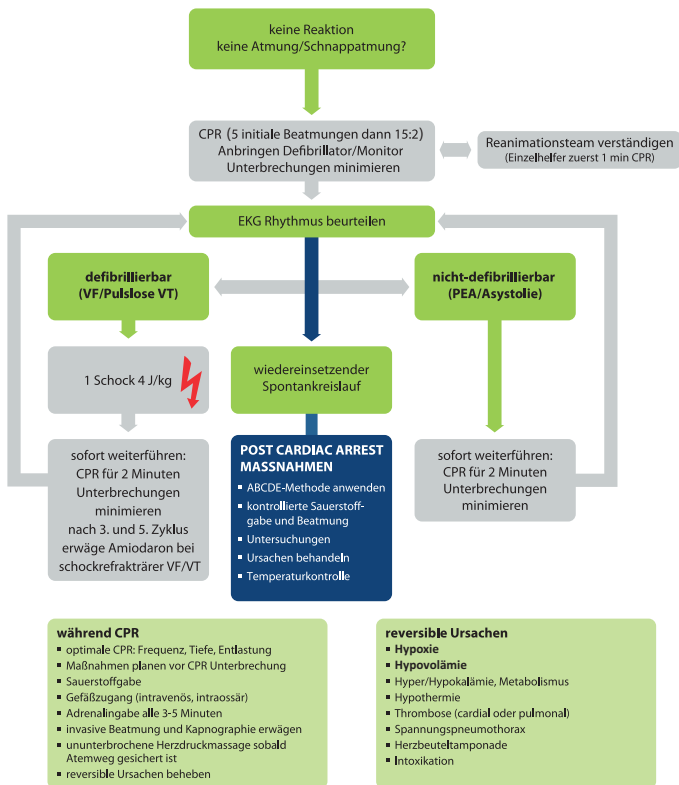 keine Reaktion
keine Atmung/Schnappatmung?
CPR (5 initiale Beatmungen dann 15:2)
Anbringen Defibrillator/Monitor
Unterbrechungen minimieren
Reanimationsteam verständigen
(Einzelhelfer zuerst 1 min CPR)
EKG Rhythmus beurteilen
defibrillierbar
(VF/Pulslose VT)
nicht-defibrillierbar
(PEA/Asystolie)
1 Schock 4 J/kg
wiedereinsetzender
Spontankreislauf
sofort weiterführen:
CPR für 2 Minuten
Unterbrechungen
minimieren
nach 3. und 5. Zyklus
erwäge Amiodaron bei
schockrefraktärer VF/VT
POST CARDIAC ARREST
MASSNAHMEN
▪ ABCDE-Methode anwenden
▪ kontrollierte Sauerstoff-
gabe und Beatmung
▪ Untersuchungen
▪ Ursachen behandeln
▪ Temperaturkontrolle
sofort weiterführen:
CPR für 2 Minuten
Unterbrechungen
minimieren
während CPR
▪ optimale CPR: Frequenz, Tiefe, Entlastung
▪ Maßnahmen planen vor CPR Unterbrechung
▪ Sauerstoffgabe
▪ Gefäßzugang (intravenös, intraossär)
▪ Adrenalingabe alle 3-5 Minuten
▪ invasive Beatmung und Kapnographie erwägen
▪ ununterbrochene Herzdruckmassage sobald
Atemweg gesichert ist
▪ reversible Ursachen beheben
reversible Ursachen
▪ Hypoxie
▪ Hypovolämie
▪ Hyper/Hypokalämie, Metabolismus
▪ Hypothermie
▪ Thrombose (cardial oder pulmonal)
▪ Spannungspneumothorax
▪ Herzbeuteltamponade
▪ Intoxikation